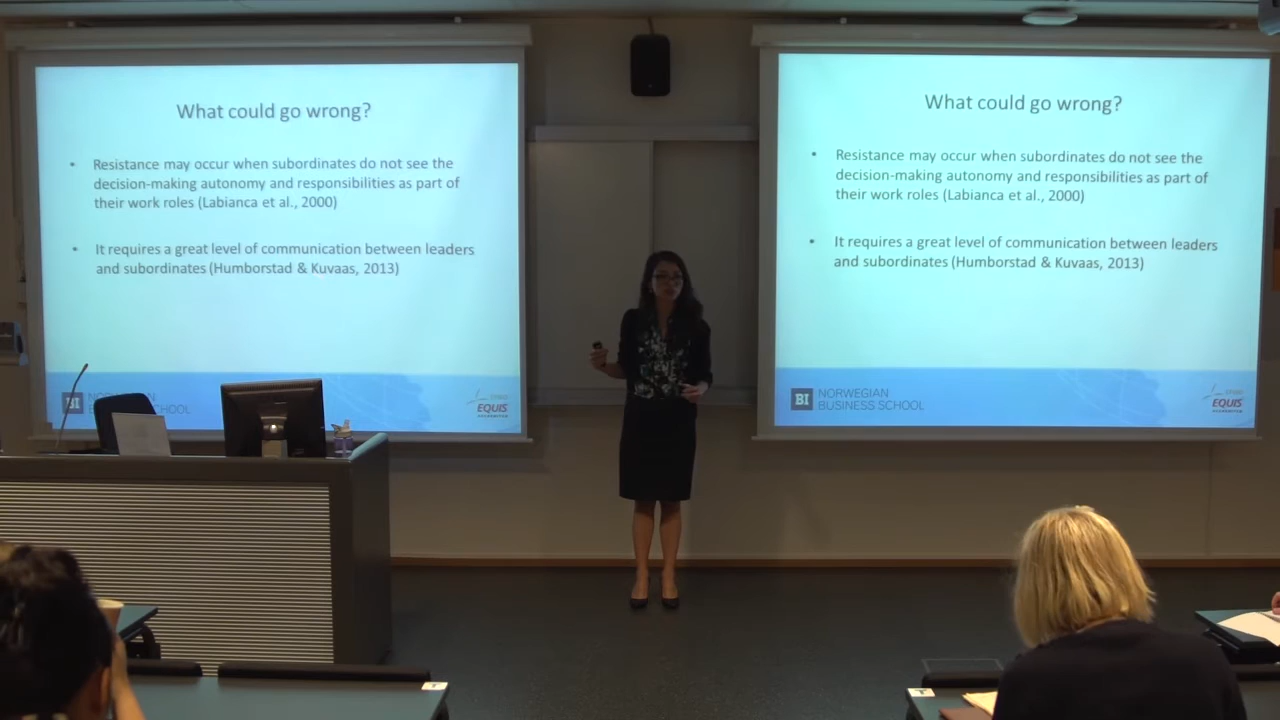 What could go wrong?
• Resistance may occur when subordinates do not see the
decision-making autonomy and responsibilities as part of
their work roles (Labianca et al., 2000)
• It requires a great level of communication between leaders
and subordinates (Humborstad & Kuvaas, 2013)
BI
SCHOOL
EQUIS
What could go wrong?
• Resistance may occur when subordinates do not see the
decision-making autonomy and responsibilities as part of
their work roles (Labianca et al., 2000)
• It requires a great level of communication between leaders
and subordinates (Humborstad & Kuvaas, 2013)
BI
NORWEGIAN
BUSINESS SCHOOL
EQUIS